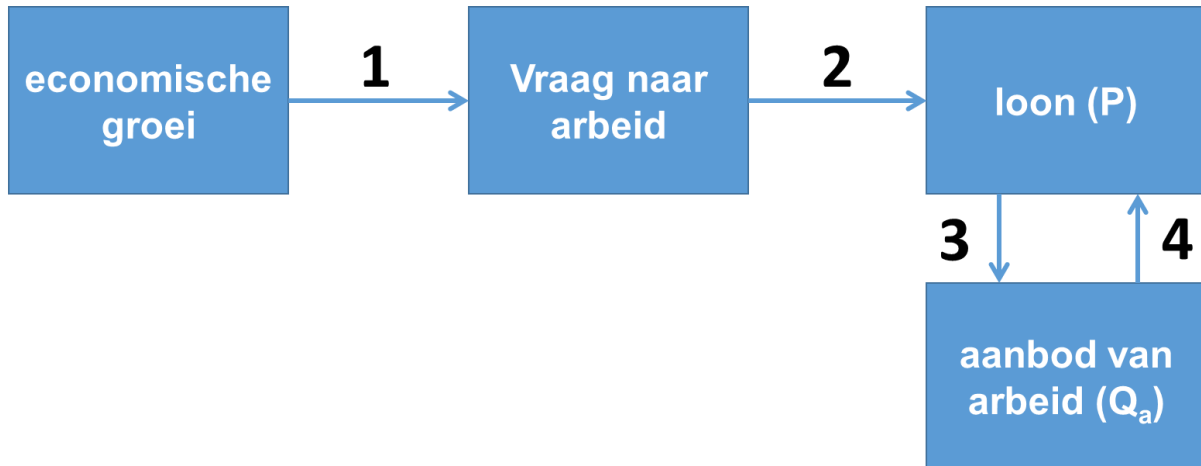 economische
groei
1
Vraag naar
arbeid
2
loon (P)
3
4
aanbod van
arbeid (Qa)